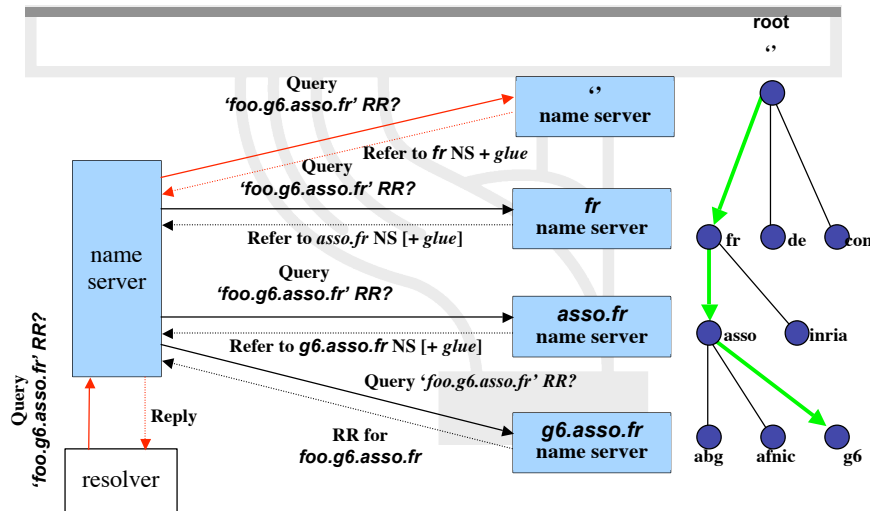 root
‘’
Query
‘foo.g6.asso.fr’ RR?
‘’
name server
Refer to fr NS + glue
Query
‘foo.g6.asso.fr’ RR?
fr
name server
Refer to asso.fr NS [+ glue]
fr
de
com
name
server
Query
‘foo.g6.asso.fr’ RR?
asso.fr
name server
Refer to g6.asso.fr NS [+ glue]
asso
inria
Query ‘foo.g6.asso.fr’ RR?
Query
‘foo.g6.asso.fr’ RR?
Reply
RR for
foo.g6.asso.fr
g6.asso.fr
name server
abg
afnic
g6
resolver